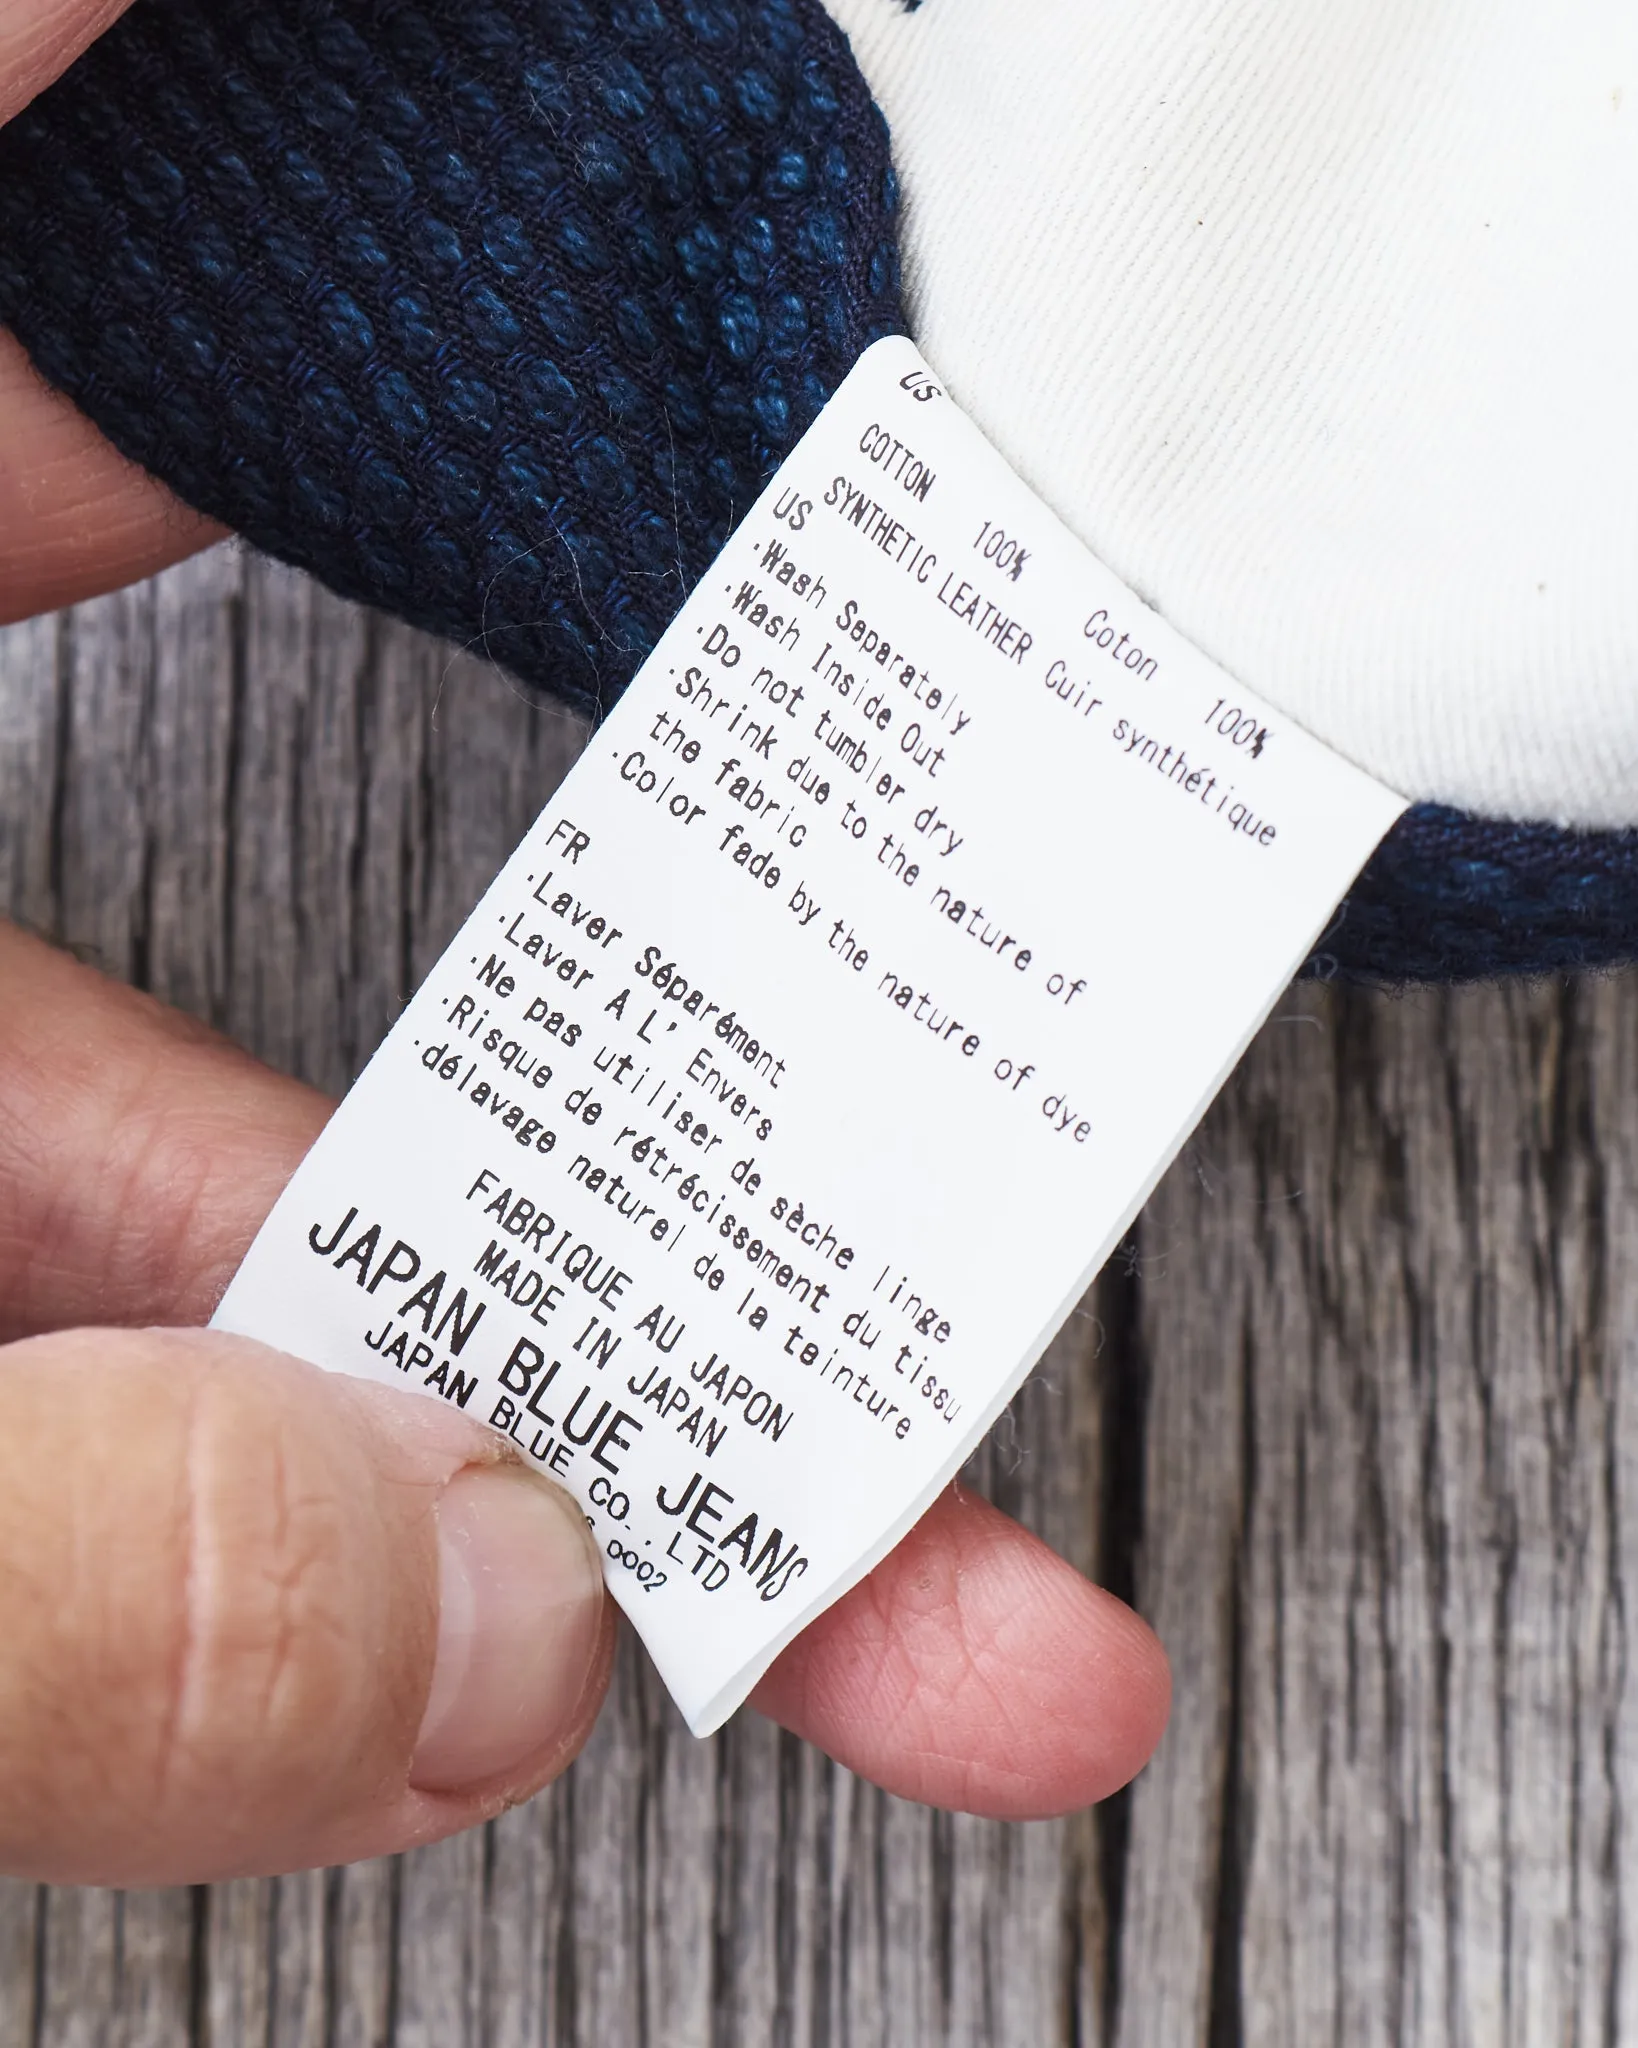 US
COTTON 100% Coton 100%
SYNTHETIC LEATHER Cuir synthétique
US
·Wash Separately
·Wash Inside Out
·Do not tumbler dry
·Shrink due to the nature of
the fabric
·Color fade by the nature of dye
FR
·Laver Séparément
·Laver A L' Envers
·Ne pas utiliser de sèche linge
·Risque de rétrécissement du tissu
·délavage naturel de la teinture
FABRIQUE AU JAPON
MADE IN JAPAN
JAPAN BLUE JEANS
JAPAN BLUE CO.,LTD
0002